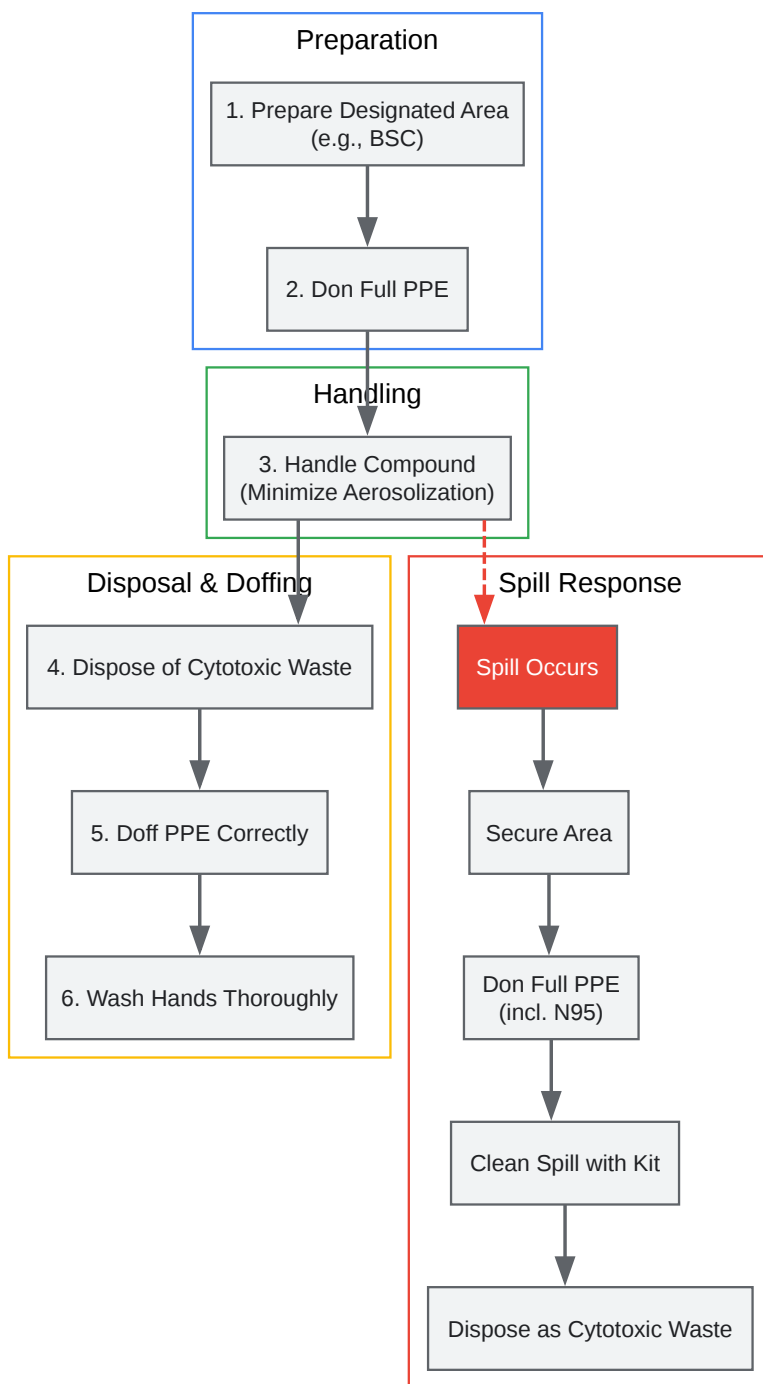 Preparation
1. Prepare Designated Area
(e.g., BSC)
2. Don Full PPE
Handling
3. Handle Compound
(Minimize Aerosolization)
Disposal & Doffing
4. Dispose of Cytotoxic Waste
5. Doff PPE Correctly
6. Wash Hands Thoroughly
Spill Response
Spill Occurs
Secure Area
Don Full PPE
(incl. N95)
Clean Spill with Kit
Dispose as Cytotoxic Waste